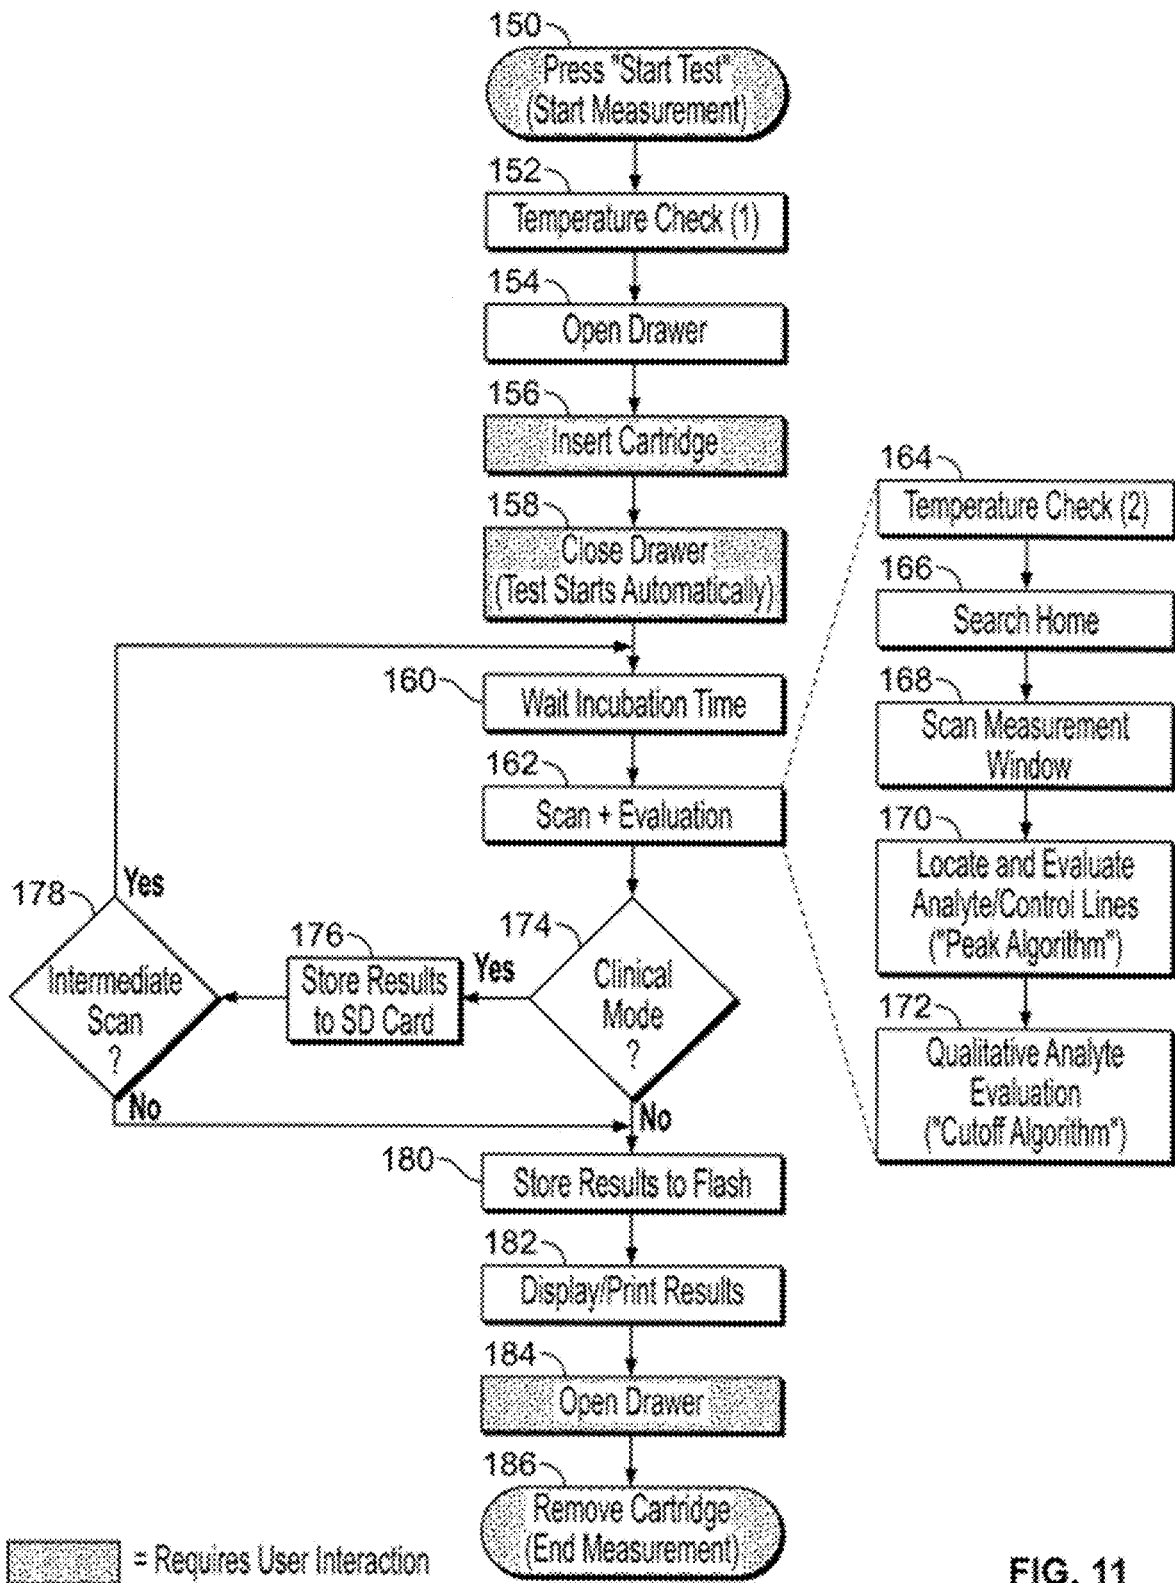 150
Press "Start Test"
(Start Measurement)
152
Temperature Check (1)
154
Open Drawer
156
Insert Cartridge
158
Close Drawer
(Test Starts Automatically)
160
Wait Incubation Time
162
Scan + Evaluation
164
Temperature Check (2)
166
Search Home
168
Scan Measurement
Window
170
Locate and Evaluate
Analyte/Control Lines
("Peak Algorithm")
172
Qualitative Analyte
Evaluation
("Cutoff Algorithm")
174
Clinical
Mode
?
Yes
No
176
Store Results
to SD Card
178
Intermediate
Scan
?
Yes
No
180
Store Results to Flash
182
Display/Print Results
184
Open Drawer
186
Remove Cartridge
(End Measurement)
= Requires User Interaction
FIG. 11